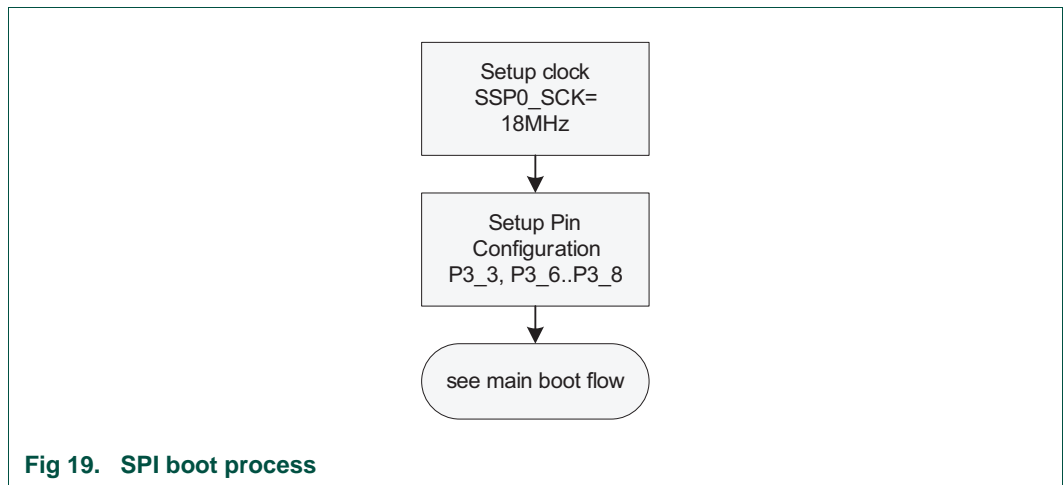 Setup clock
SSP0_SCK=
18MHz
Setup Pin
Configuration
P3_3, P3_6..P3_8
see main boot flow
Fig 19. SPI boot process